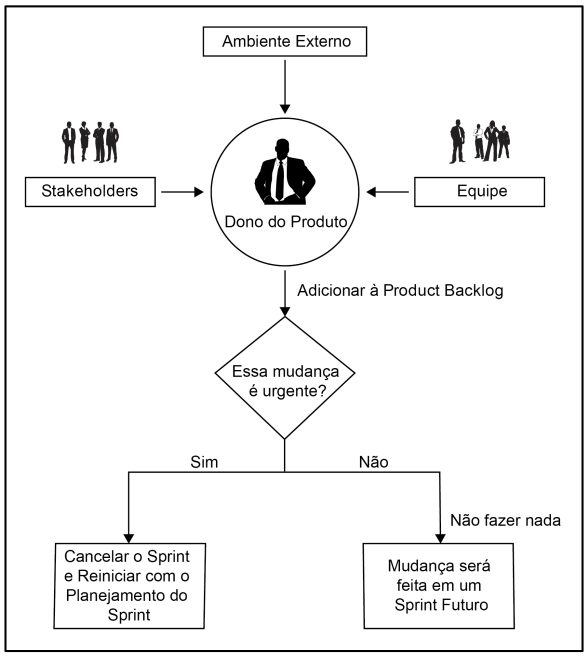 Ambiente Externo
Stakeholders
Dono do Produto
Equipe
Adicionar à Product Backlog
Essa mudança
é urgente?
Sim
Não
Não fazer nada
Cancelar o Sprint
e Reiniciar com o
Planejamento do
Sprint
Mudança será
feita em um
Sprint Futuro